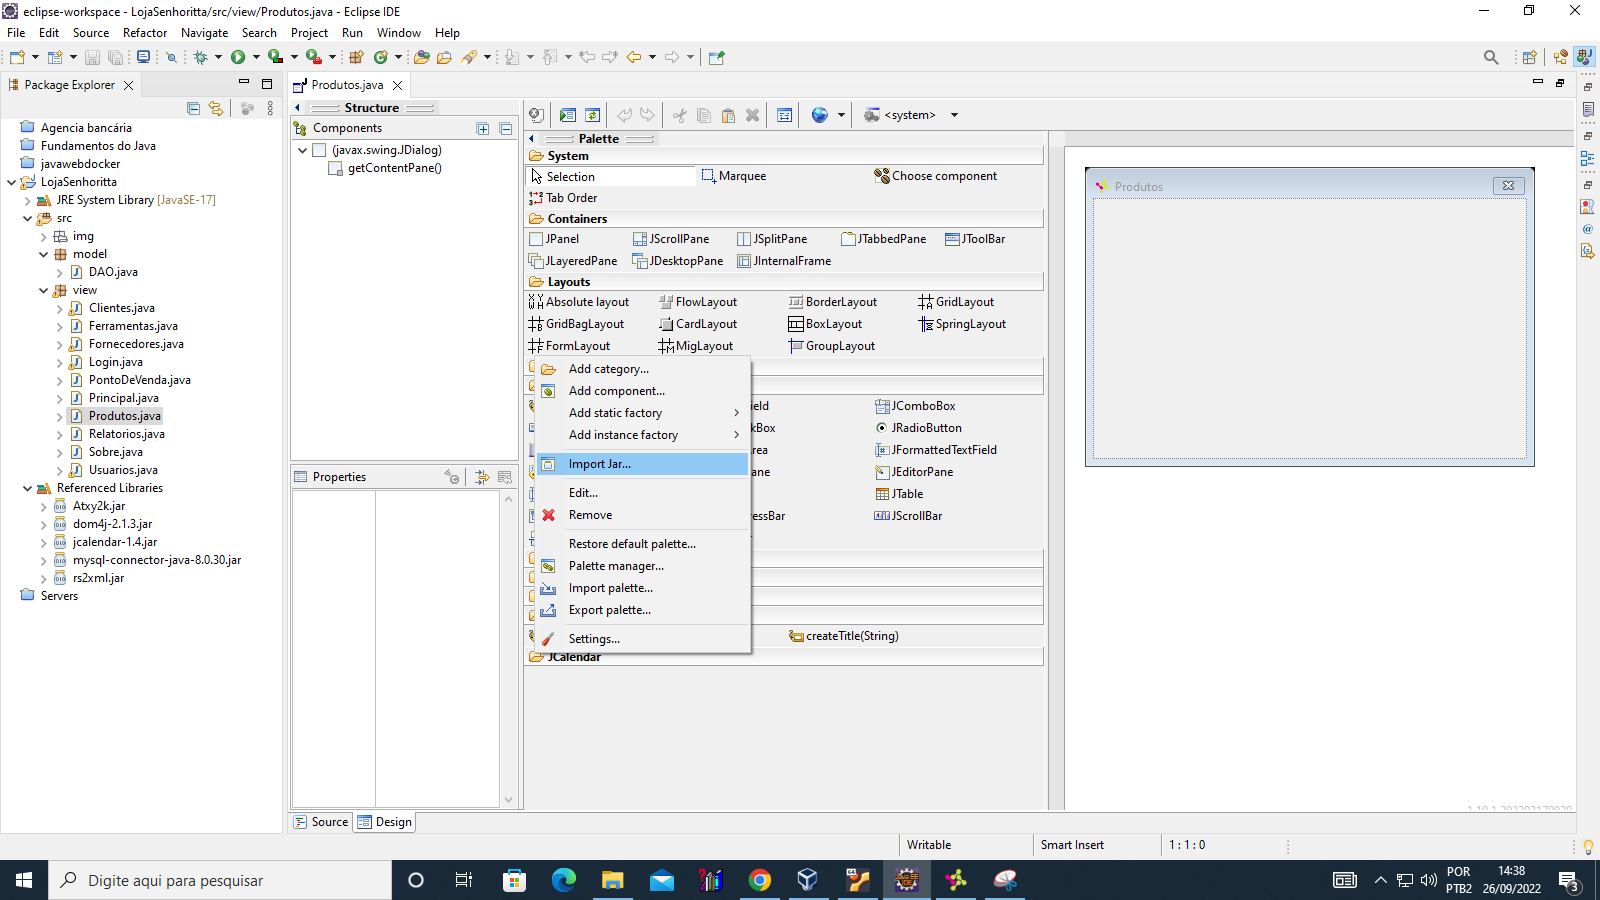 eclipse-workspace - LojaSenhoritta/src/view/Produtos.java - Eclipse IDE
File Edit Source Refactor Navigate Search Project Run Window Help
Package Explorer
Agencia bancária
Fundamentos do Java
javawebdocker
LojaSenhoritta
JRE System Library [JavaSE-17]
src
img
model
DAO.java
view
Clientes.java
Ferramentas.java
Fornecedores.java
Login.java
PontoDeVenda.java
Principal.java
Produtos.java
Relatorios.java
Sobre.java
Usuarios.java
Referenced Libraries
Atxy2k.jar
dom4j-2.1.3.jar
jcalendar-1.4.jar
mysql-connector-java-8.0.30.jar
rs2xml.jar
Servers
Produtos.java
Structure
Components
(javax.swing.JDialog)
getContentPane()
Properties
<system>
Palette
System
Selection Marquee Choose component
Tab Order
Containers
JPanel JScrollPane JSplitPane JTabbedPane JToolBar
JLayeredPane JDesktopPane JInternalFrame
Layouts
Absolute layout FlowLayout BorderLayout GridLayout
GridBagLayout CardLayout BoxLayout SpringLayout
FormLayout MigLayout GroupLayout
Add category...
Add component...
Add static factory
Add instance factory
Import Jar...
Edit...
Remove
Restore default palette...
Palette manager...
Import palette...
Export palette...
Settings...
ield JComboBox
kBox JRadioButton
rea JFormattedTextField
ane JEditorPane
JTable
ressBar JScrollBar
createTitle(String)
JCalendar
Produtos
Source Design
Writable Smart Insert 1 : 1 : 0
Digite aqui para pesquisar
POR
PTB2
14:38
26/09/2022
3